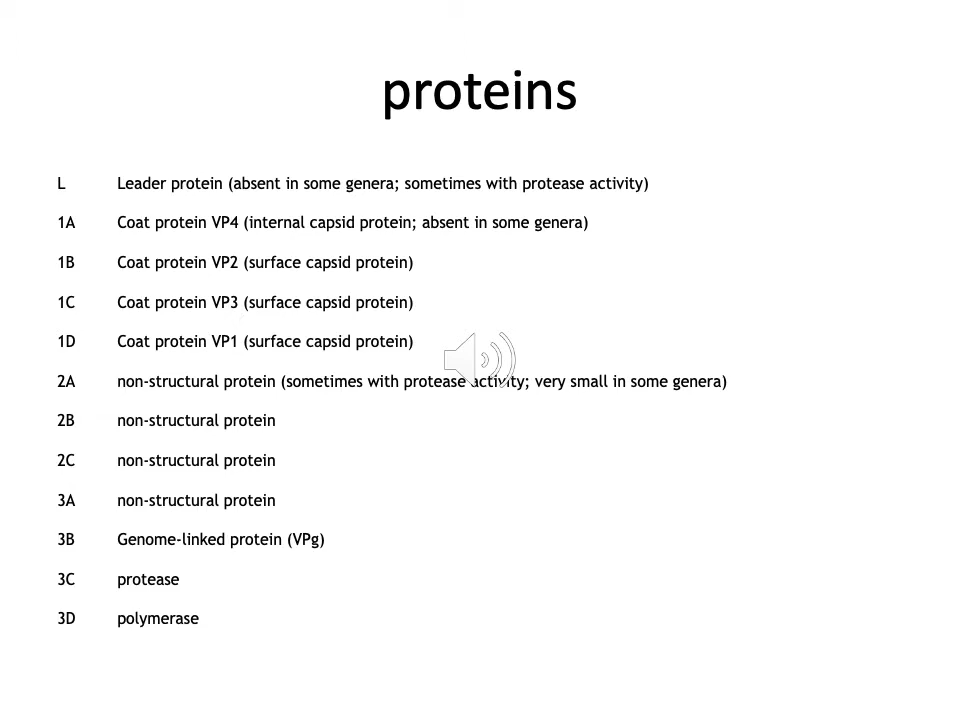 proteins
L Leader protein (absent in some genera; sometimes with protease activity)
1A Coat protein VP4 (internal capsid protein; absent in some genera)
1B Coat protein VP2 (surface capsid protein)
1C Coat protein VP3 (surface capsid protein)
1D Coat protein VP1 (surface capsid protein)
2A non-structural protein (sometimes with protease activity; very small in some genera)
2B non-structural protein
2C non-structural protein
3A non-structural protein
3B Genome-linked protein (VPg)
3C protease
3D polymerase